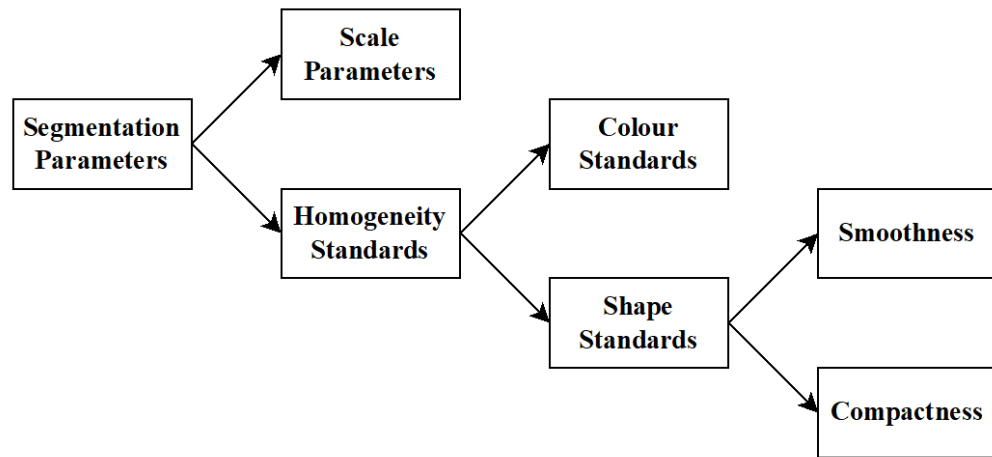 Scale
Parameters
Segmentation
Parameters
Colour
Standards
Homogeneity
Standards
Smoothness
Shape
Standards
Compactness